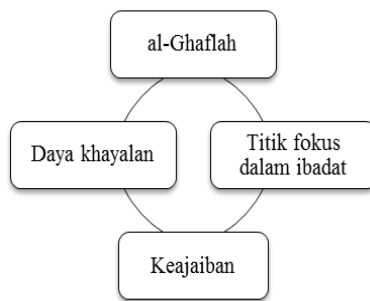 al-Ghaflah
Daya khayalan
Titik fokus
dalam ibadat
Keajaiban